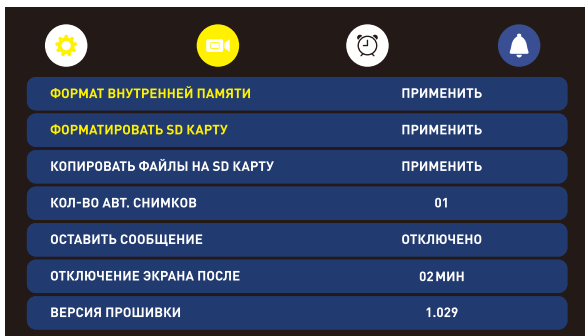 ФОРМАТ ВНУТРЕННЕЙ ПАМЯТИ ПРИМЕНИТЬ
ФОРМАТИРОВАТЬ SD КАРТУ ПРИМЕНИТЬ
КОПИРОВАТЬ ФАЙЛЫ НА SD КАРТУ ПРИМЕНИТЬ
КОЛ-ВО АВТ. СНИМКОВ 01
ОСТАВИТЬ СООБЩЕНИЕ ОТКЛЮЧЕНО
ОТКЛЮЧЕНИЕ ЭКРАНА ПОСЛЕ 02 МИН
ВЕРСИЯ ПРОШИВКИ 1.029